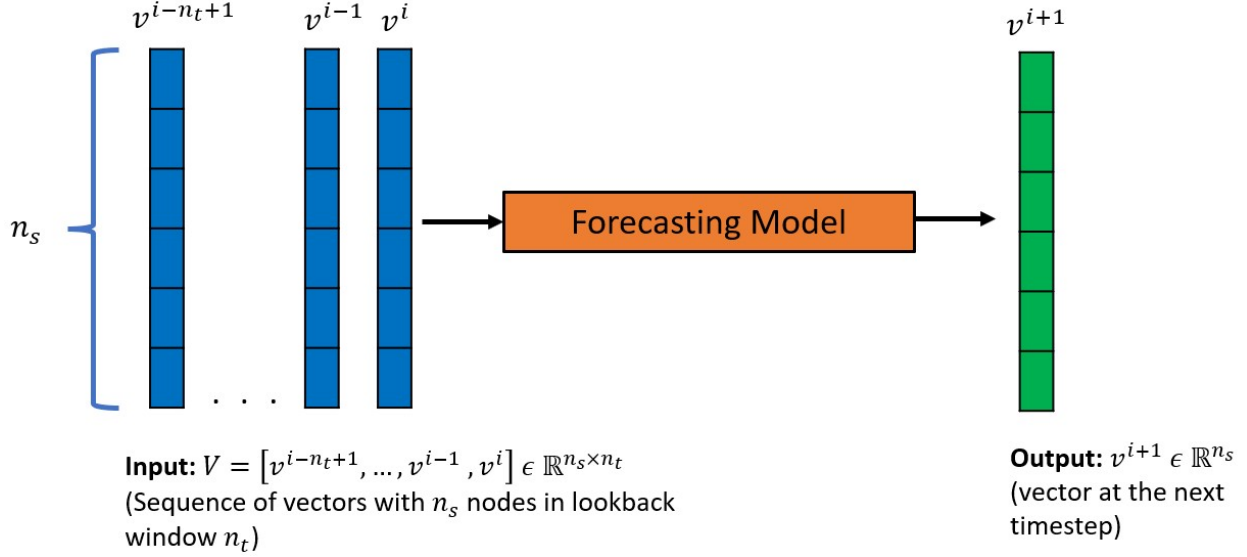 v^{i-n_t+1} v^{i-1} v^i v^{i+1}
n_s
Forecasting Model
. . .
Input: V = [v^{i-n_t+1}, …, v^{i-1}, v^i] ϵ ℝ^{n_s×n_t}
(Sequence of vectors with n_s nodes in lookback
window n_t)
Output: v^{i+1} ϵ ℝ^{n_s}
(vector at the next
timestep)